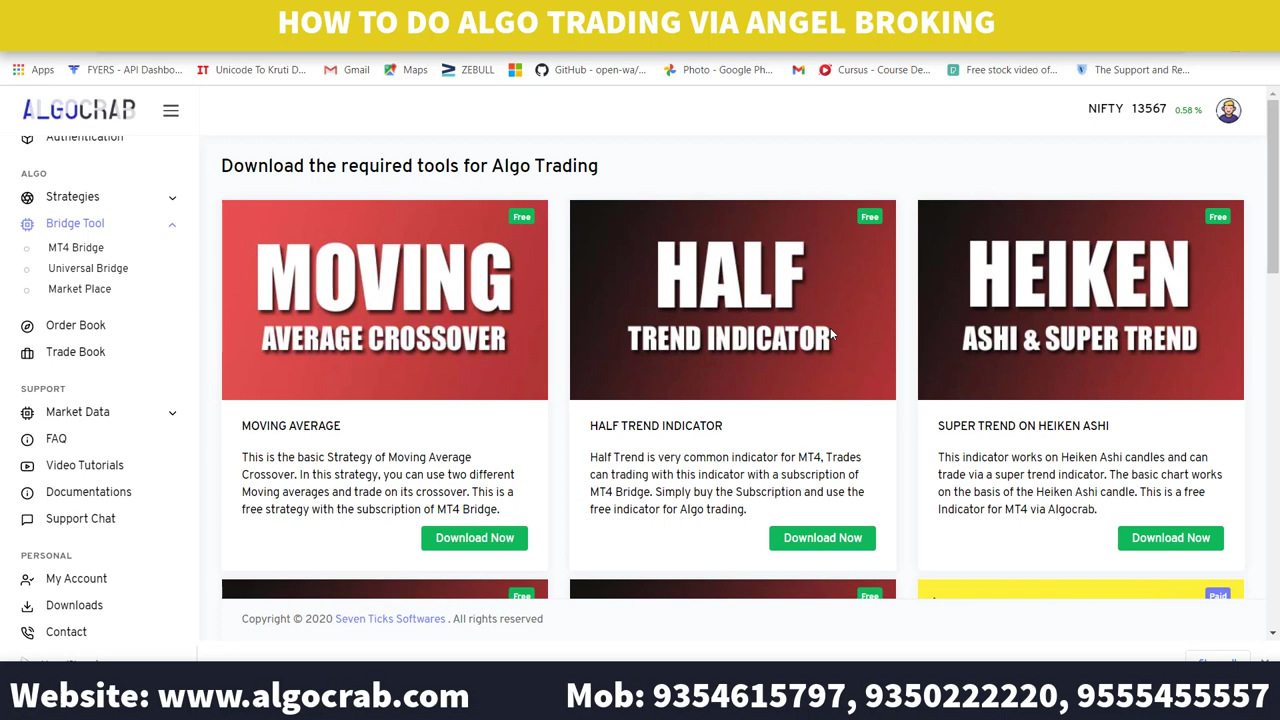 HOW TO DO ALGO TRADING VIA ANGEL BROKING
Apps
FYERS - API Dashbo...
Unicode To Kruti D...
Gmail
Maps
ZEBULL
GitHub - open-wa/...
Photo - Google Ph...
Cursus - Course De...
Free stock video of...
The Support and Re...
ALGOCRAB
NIFTY 13567 0.58 %
Authentication
ALGO
Strategies
Bridge Tool
MT4 Bridge
Universal Bridge
Market Place
Order Book
Trade Book
SUPPORT
Market Data
FAQ
Video Tutorials
Documentations
Support Chat
PERSONAL
My Account
Downloads
Contact
Download the required tools for Algo Trading
Free
MOVING
AVERAGE CROSSOVER
MOVING AVERAGE
This is the basic Strategy of Moving Average
Crossover. In this strategy, you can use two different
Moving averages and trade on its crossover. This is a
free strategy with the subscription of MT4 Bridge.
Download Now
Free
HALF
TREND INDICATOR
HALF TREND INDICATOR
Half Trend is very common indicator for MT4, Trades
can trading with this indicator with a subscription of
MT4 Bridge. Simply buy the Subscription and use the
free indicator for Algo trading.
Download Now
Free
HEIKEN
ASHI & SUPER TREND
SUPER TREND ON HEIKEN ASHI
This indicator works on Heiken Ashi candles and can
trade via a super trend indicator. The basic chart works
on the basis of the Heiken Ashi candle. This is a free
Indicator for MT4 via Algocrab.
Download Now
Free
Free
Paid
Copyright © 2020 Seven Ticks Softwares . All rights reserved
Website: www.algocrab.com
Mob: 9354615797, 9350222220, 9555455557